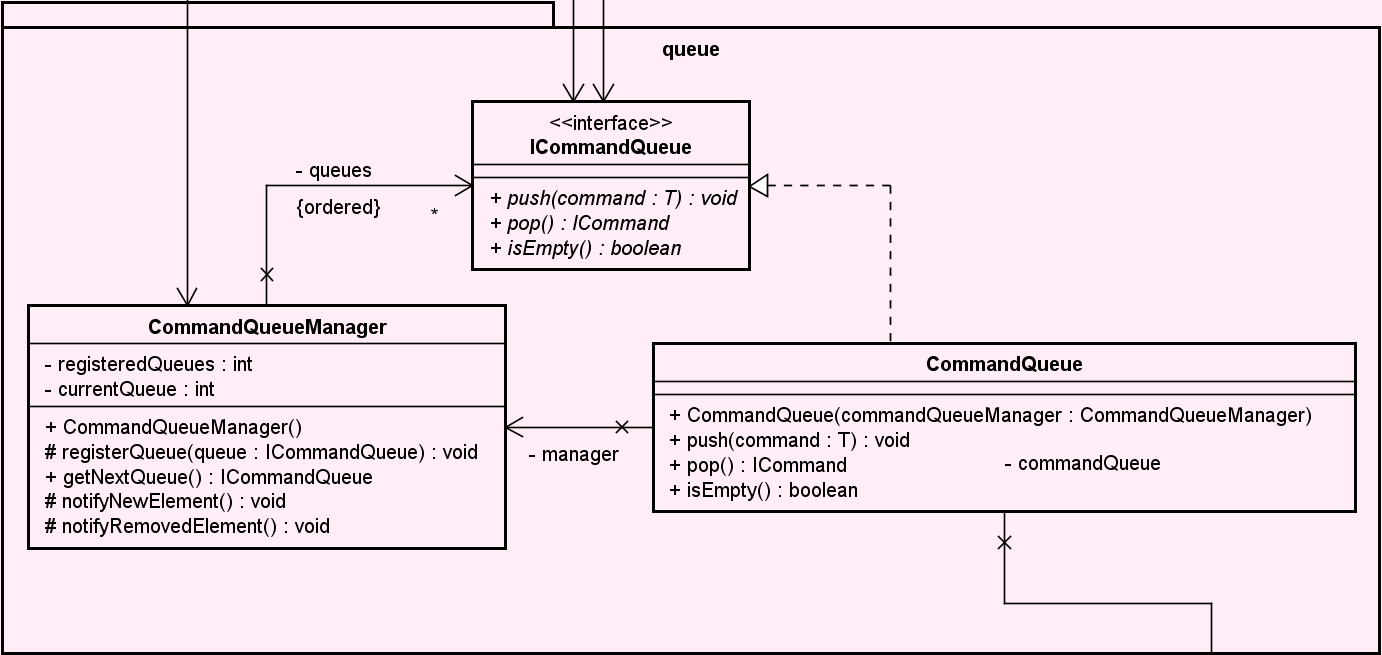 queue
<<interface>>
ICommandQueue
+ push(command : T) : void
+ pop() : ICommand
+ isEmpty() : boolean
- queues
{ordered}
*
CommandQueueManager
- registeredQueues : int
- currentQueue : int
+ CommandQueueManager()
# registerQueue(queue : ICommandQueue) : void
+ getNextQueue() : ICommandQueue
# notifyNewElement() : void
# notifyRemovedElement() : void
- manager
CommandQueue
+ CommandQueue(commandQueueManager : CommandQueueManager)
+ push(command : T) : void
+ pop() : ICommand
+ isEmpty() : boolean
- commandQueue